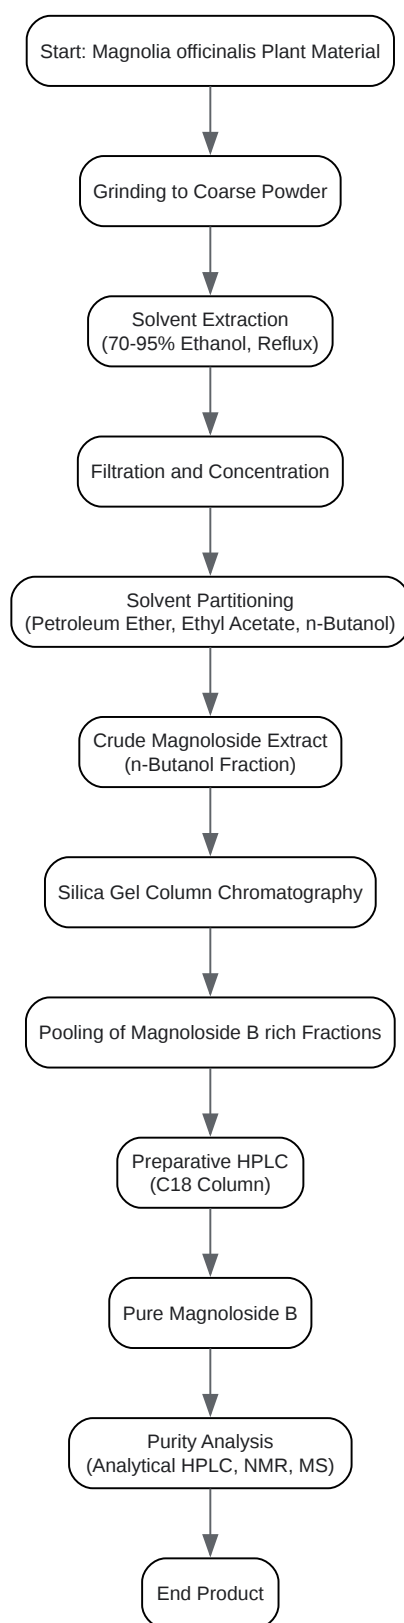 Start: Magnolia officinalis Plant Material
Grinding to Coarse Powder
Solvent Extraction
(70-95% Ethanol, Reflux)
Filtration and Concentration
Solvent Partitioning
(Petroleum Ether, Ethyl Acetate, n-Butanol)
Crude Magnoloside Extract
(n-Butanol Fraction)
Silica Gel Column Chromatography
Pooling of Magnoloside B rich Fractions
Preparative HPLC
(C18 Column)
Pure Magnoloside B
Purity Analysis
(Analytical HPLC, NMR, MS)
End Product